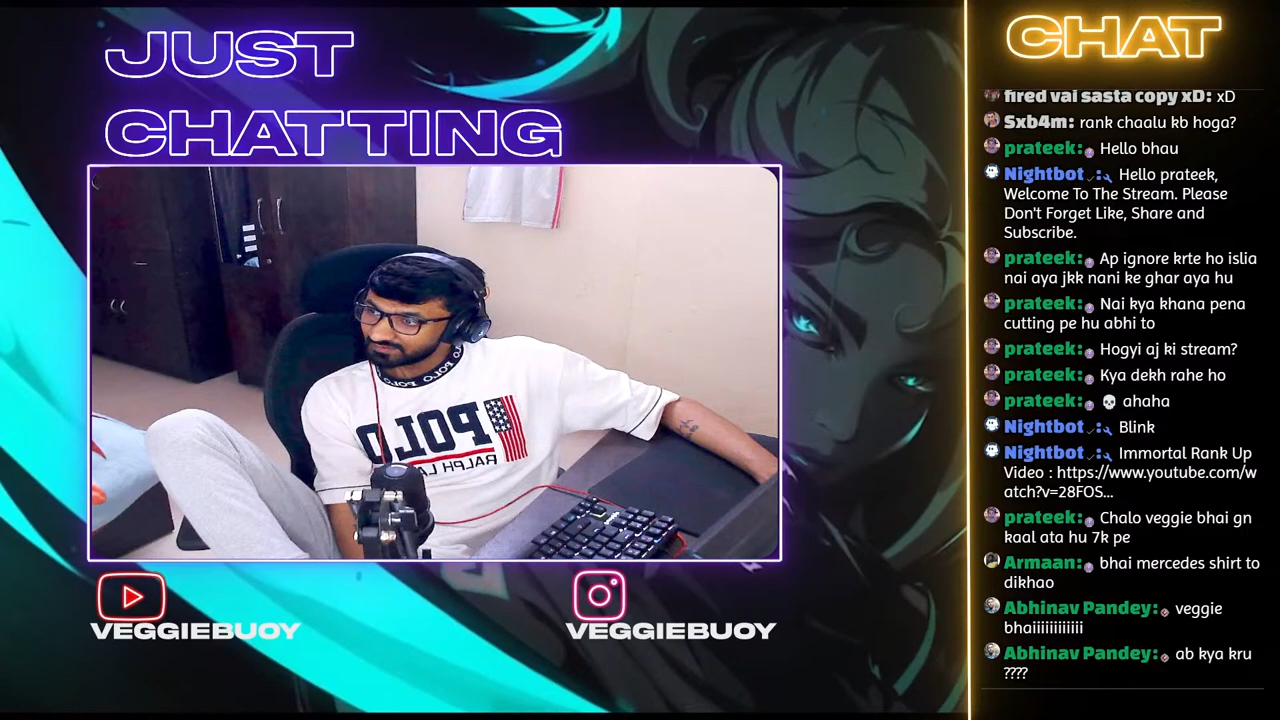 JUST
CHATTING
POLO
POLO
RALPH LA
VEGGIEBUOY
VEGGIEBUOY
CHAT
fired vai sasta copy xD: xD
Sxb4m: rank chaalu kb hoga?
prateek: Hello bhau
Nightbot : Hello prateek,
Welcome To The Stream. Please
Don't Forget Like, Share and
Subscribe.
prateek: Ap ignore krte ho islia
nai aya jkk nani ke ghar aya hu
prateek: Nai kya khana pena
cutting pe hu abhi to
prateek: Hogyi aj ki stream?
prateek: Kya dekh rahe ho
prateek: 💀 ahaha
Nightbot : Blink
Nightbot : Immortal Rank Up
Video : https://www.youtube.com/w
atch?v=28FOS...
prateek: Chalo veggie bhai gn
kaal ata hu 7k pe
Armaan: bhai mercedes shirt to
dikhao
Abhinav Pandey: veggie
bhaiiiiiiiiiiiii
Abhinav Pandey: ab kya kru
????